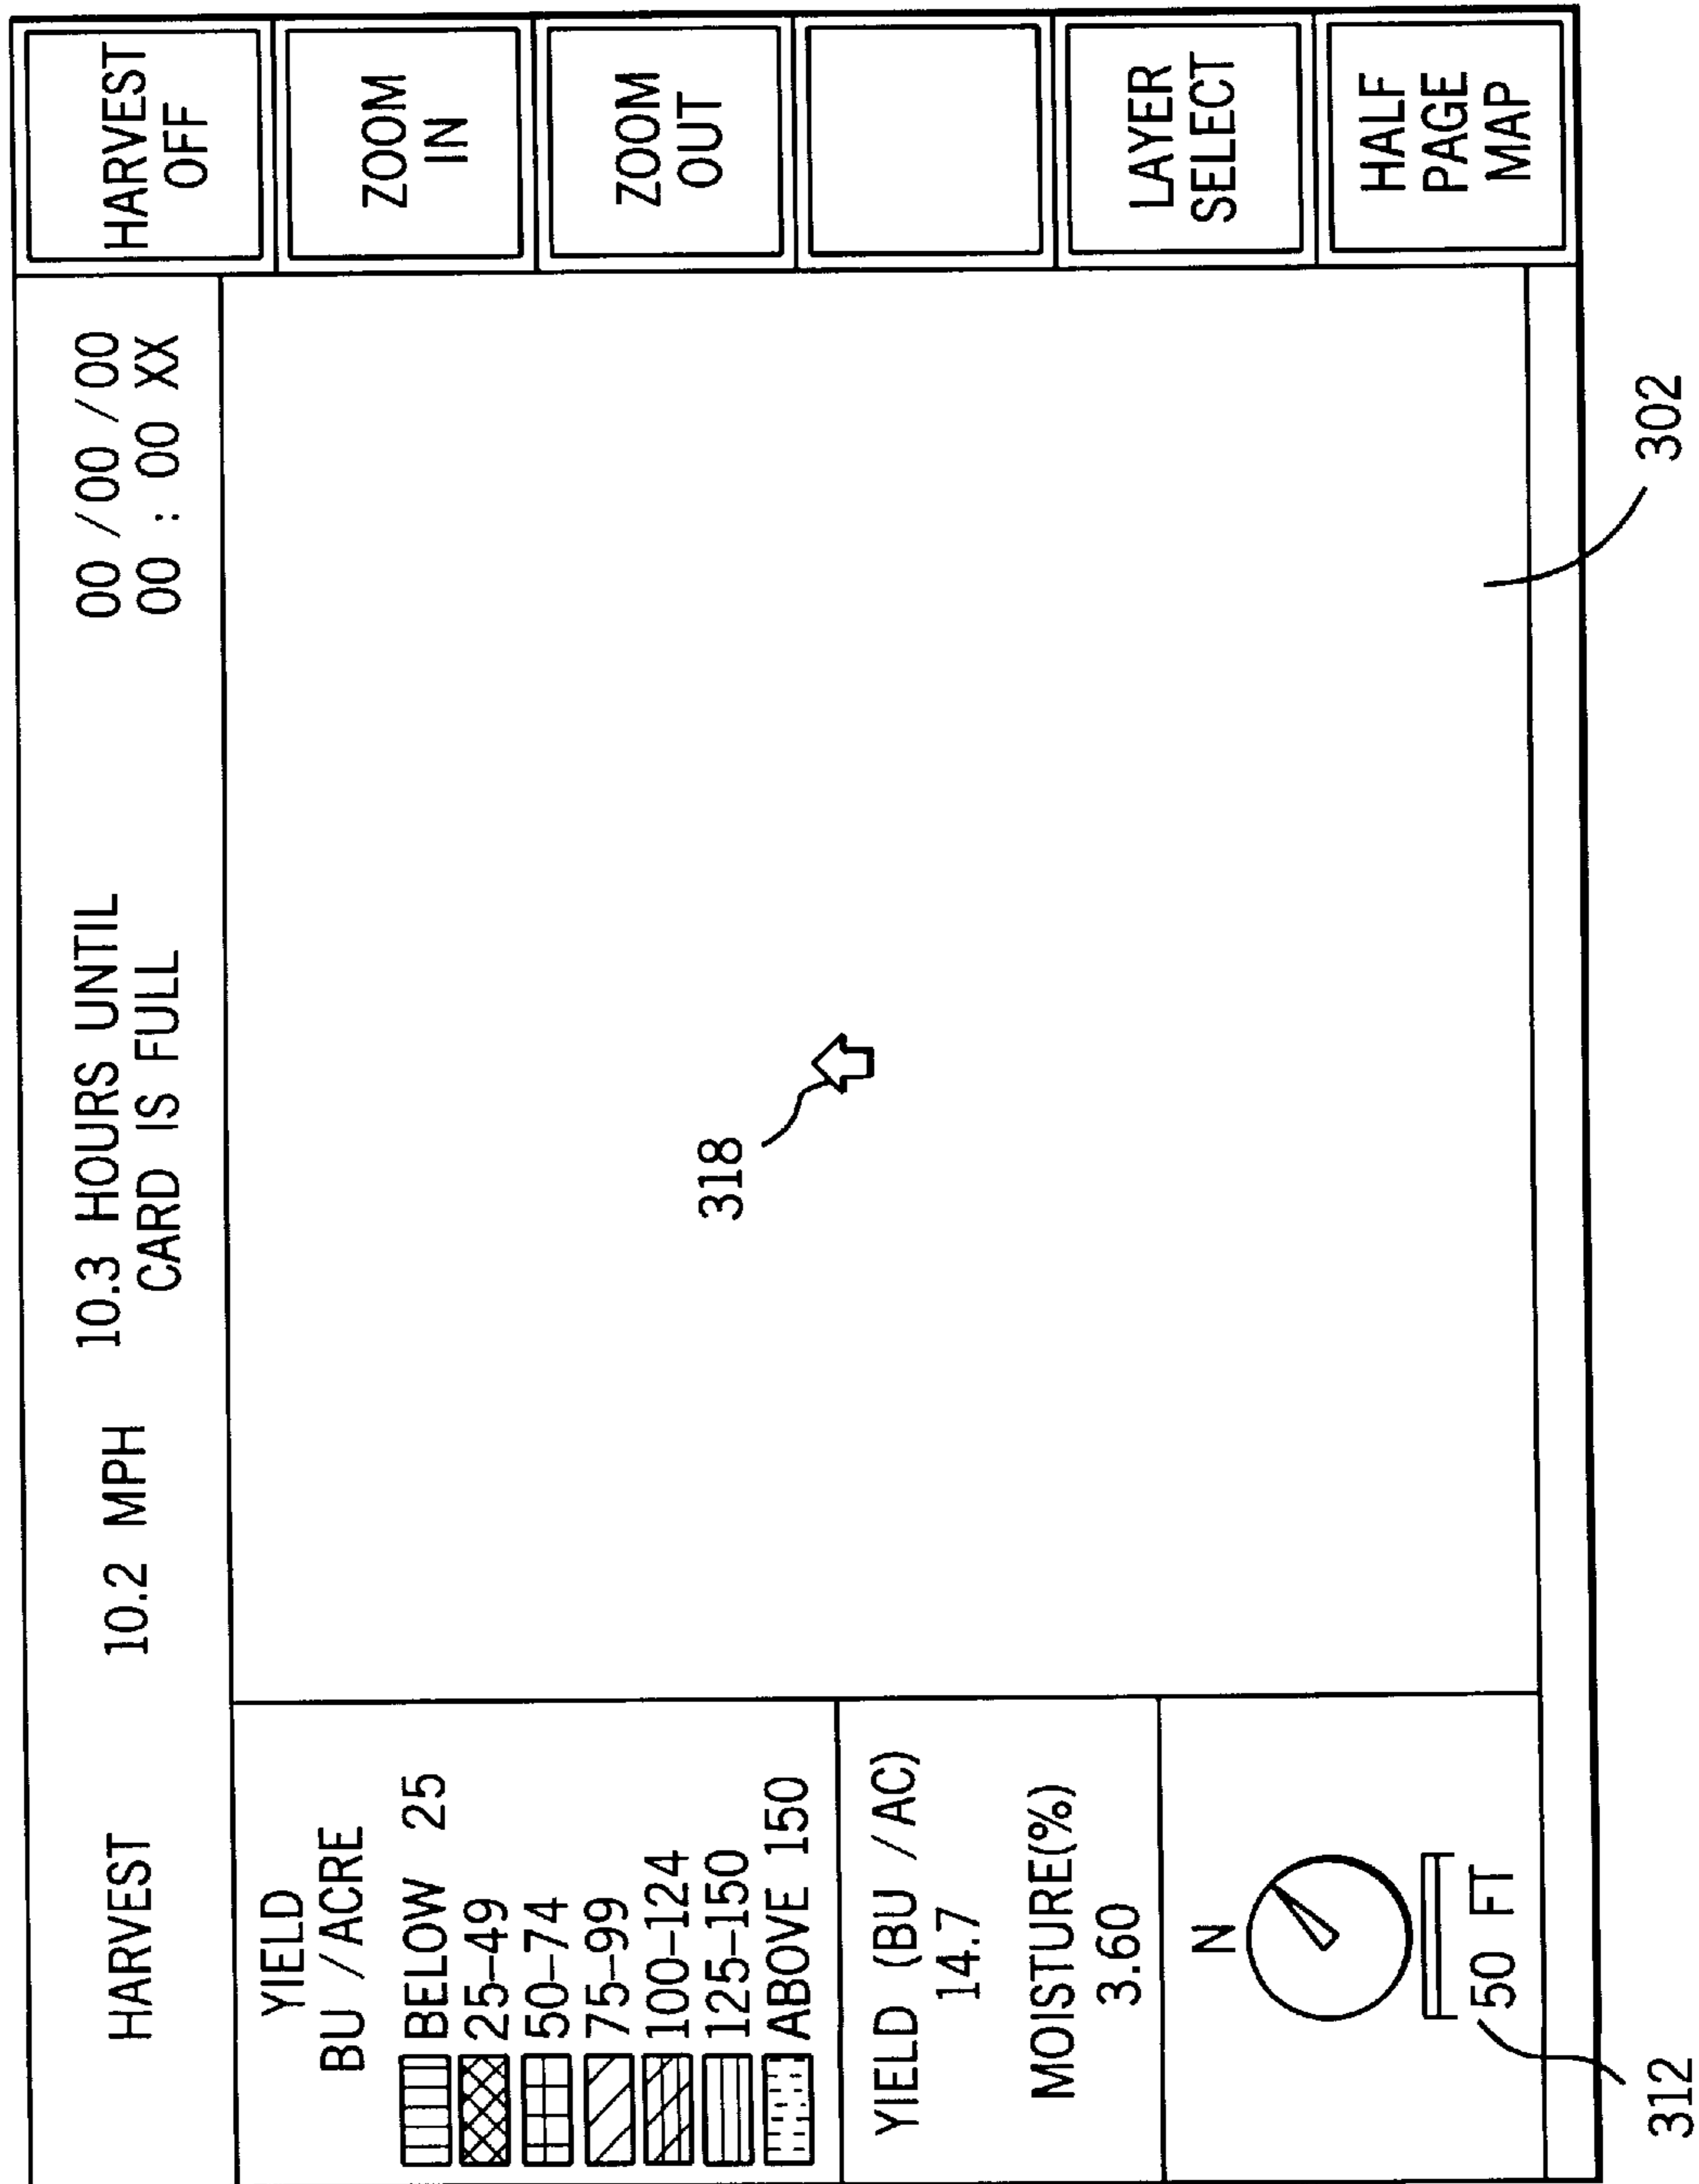 HARVEST
10.2 MPH
10.3 HOURS UNTIL
CARD IS FULL
00 / 00 / 00
00 : 00 XX
HARVEST
OFF
ZOOM
IN
ZOOM
OUT
LAYER
SELECT
HALF
PAGE
MAP
YIELD
BU / ACRE
BELOW 25
25–49
50–74
75–99
100–124
125–150
ABOVE 150
YIELD (BU / AC)
14.7
MOISTURE(%)
3.60
N
50 FT
318
312
302